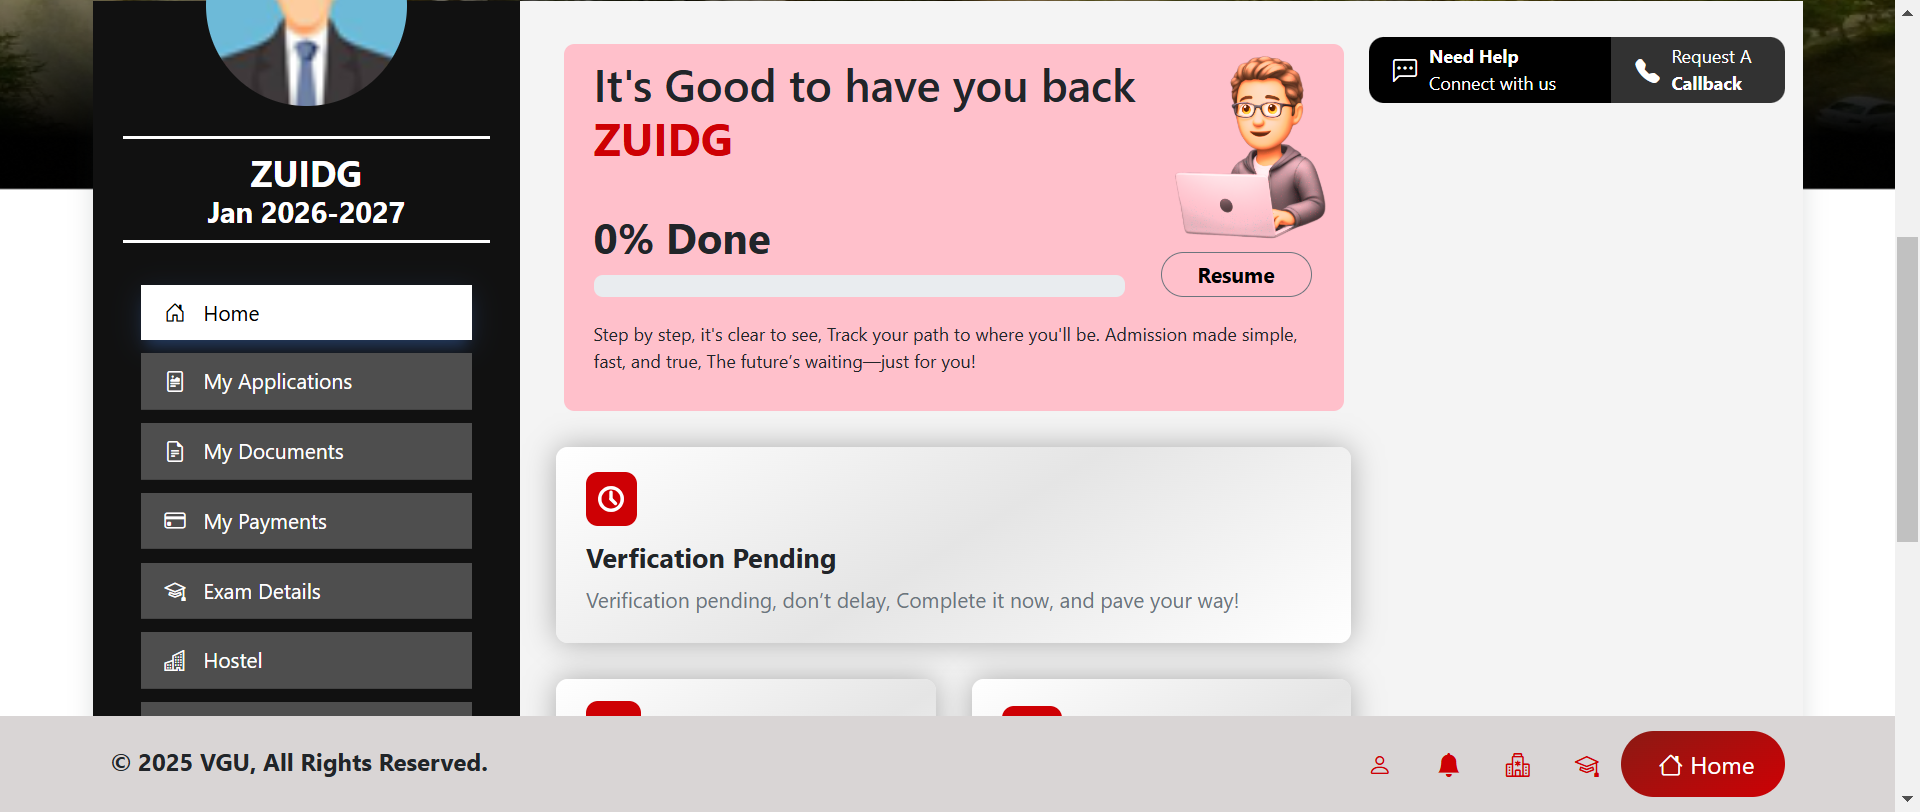 ZUIDG
Jan 2026-2027
Home
My Applications
My Documents
My Payments
Exam Details
Hostel
It's Good to have you back
ZUIDG
0% Done
Resume
Step by step, it's clear to see, Track your path to where you'll be. Admission made simple,
fast, and true, The future’s waiting—just for you!
Need Help
Connect with us
Request A
Callback
Verfication Pending
Verification pending, don’t delay, Complete it now, and pave your way!
© 2025 VGU, All Rights Reserved.
Home